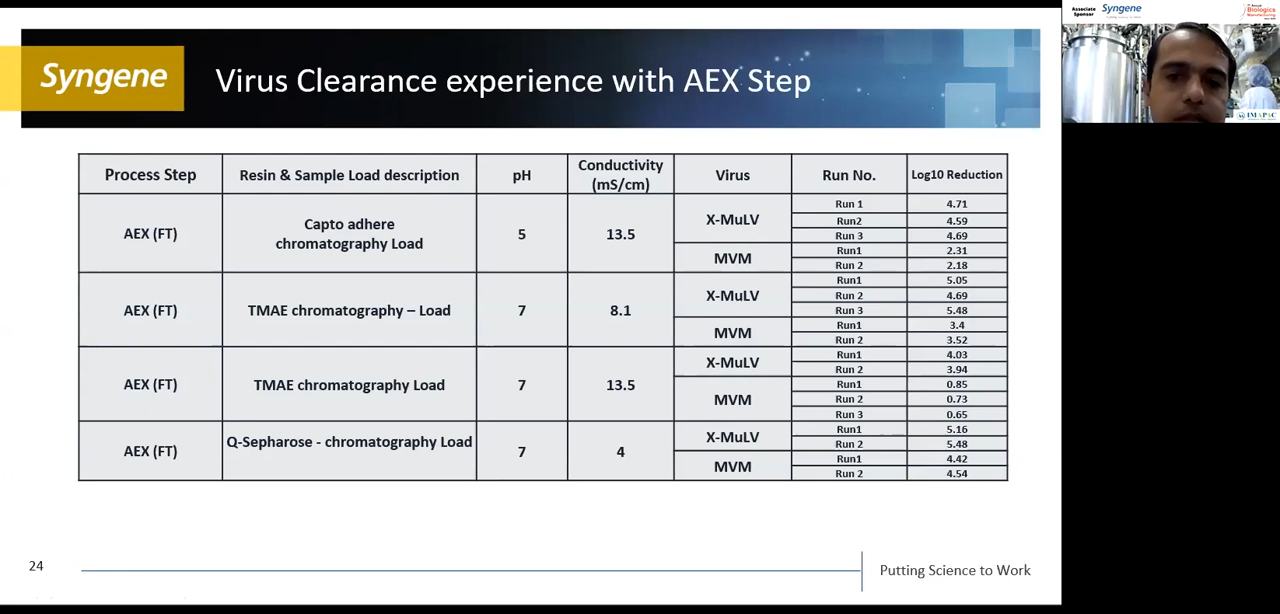 Syngene
Virus Clearance experience with AEX Step
Process Step Resin & Sample Load description pH Conductivity (mS/cm) Virus Run No. Log10 Reduction
AEX (FT) Capto adhere chromatography Load 5 13.5 X-MuLV Run 1 4.71
Run2 4.59
Run 3 4.69
MVM Run1 2.31
Run 2 2.18
AEX (FT) TMAE chromatography – Load 7 8.1 X-MuLV Run1 5.05
Run 2 4.69
Run 3 5.48
MVM Run1 3.4
Run 2 3.52
AEX (FT) TMAE chromatography Load 7 13.5 X-MuLV Run1 4.03
Run 2 3.94
MVM Run1 0.85
Run 2 0.73
Run 3 0.65
AEX (FT) Q-Sepharose - chromatography Load 7 4 X-MuLV Run1 5.16
Run 2 5.48
MVM Run1 4.42
Run 2 4.54
24
Putting Science to Work
Associate
Sponsor
Syngene
Biologics
Manufacturing
IMAPAC